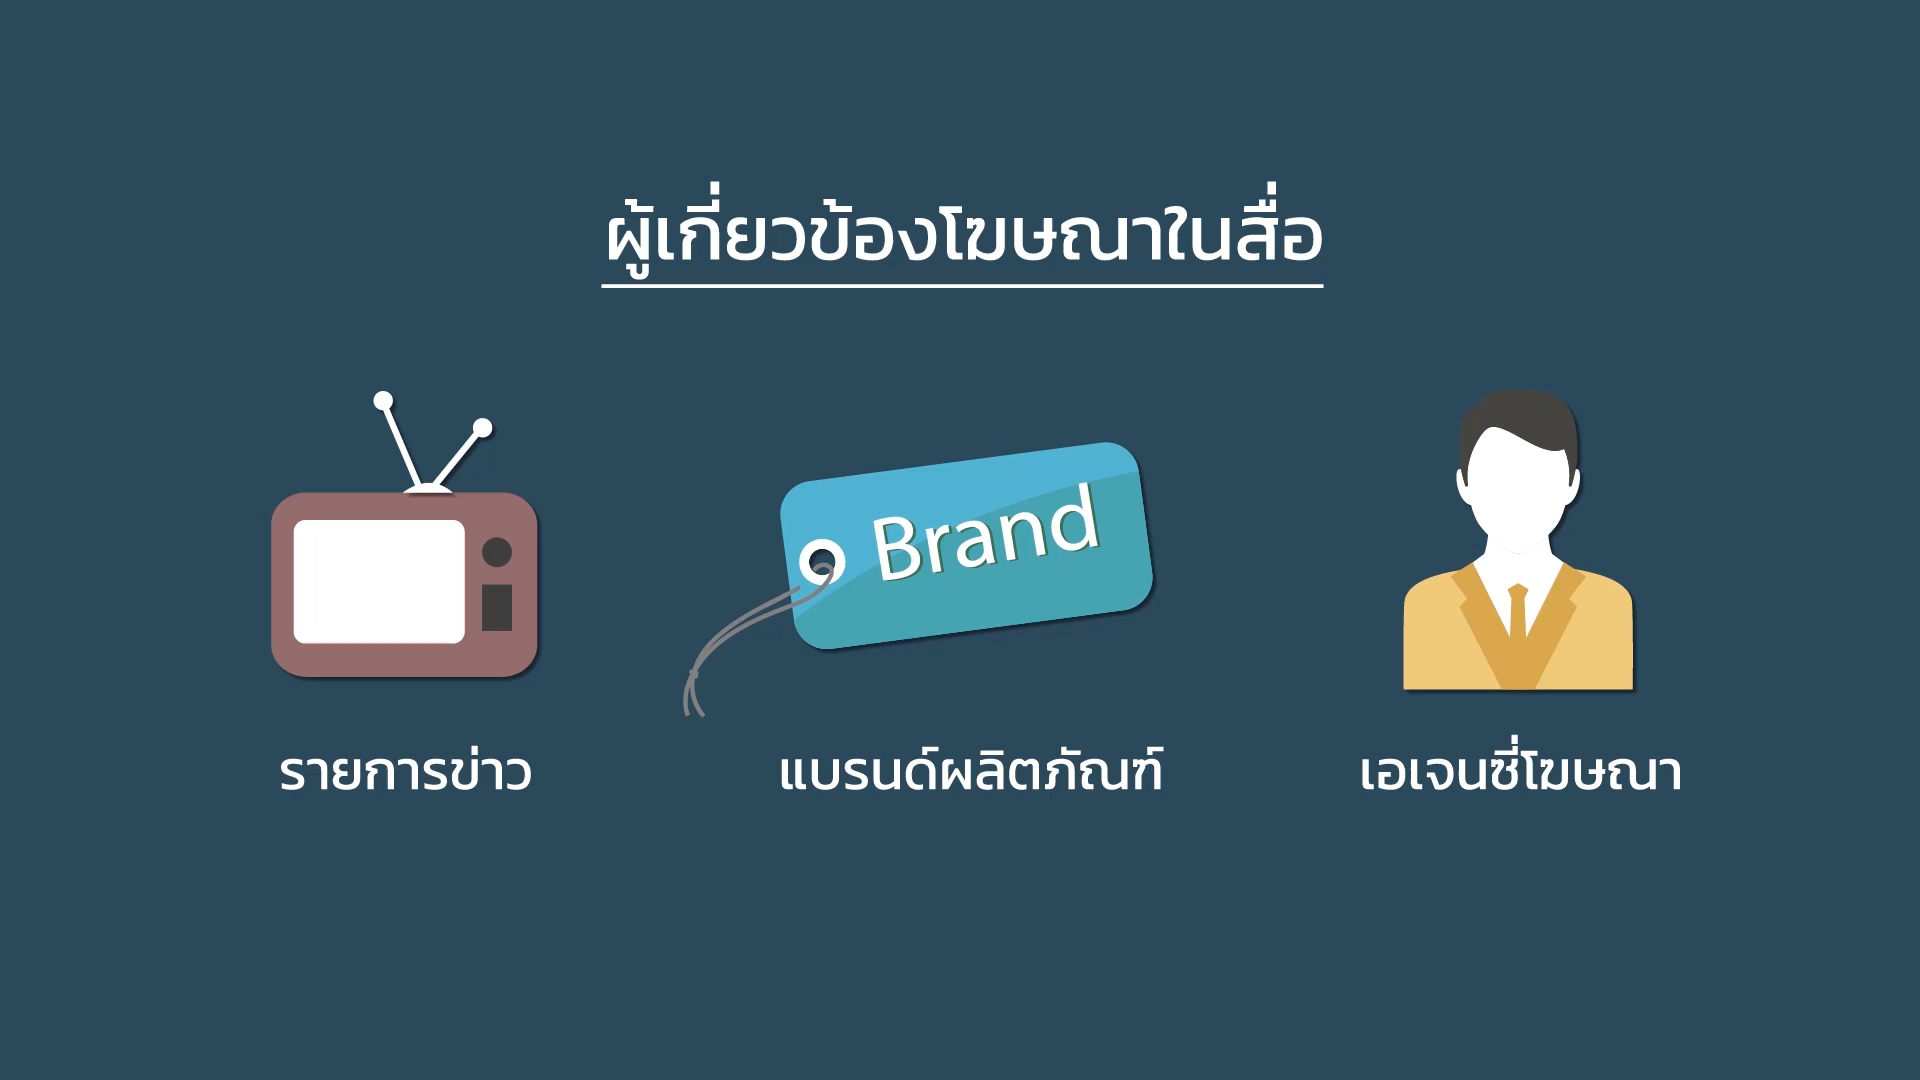 ผู้เกี่ยวข้องโฆษณาในสื่อ
Brand
รายการข่าว
แบรนด์ผลิตภัณฑ์
เอเจนซี่โฆษณา